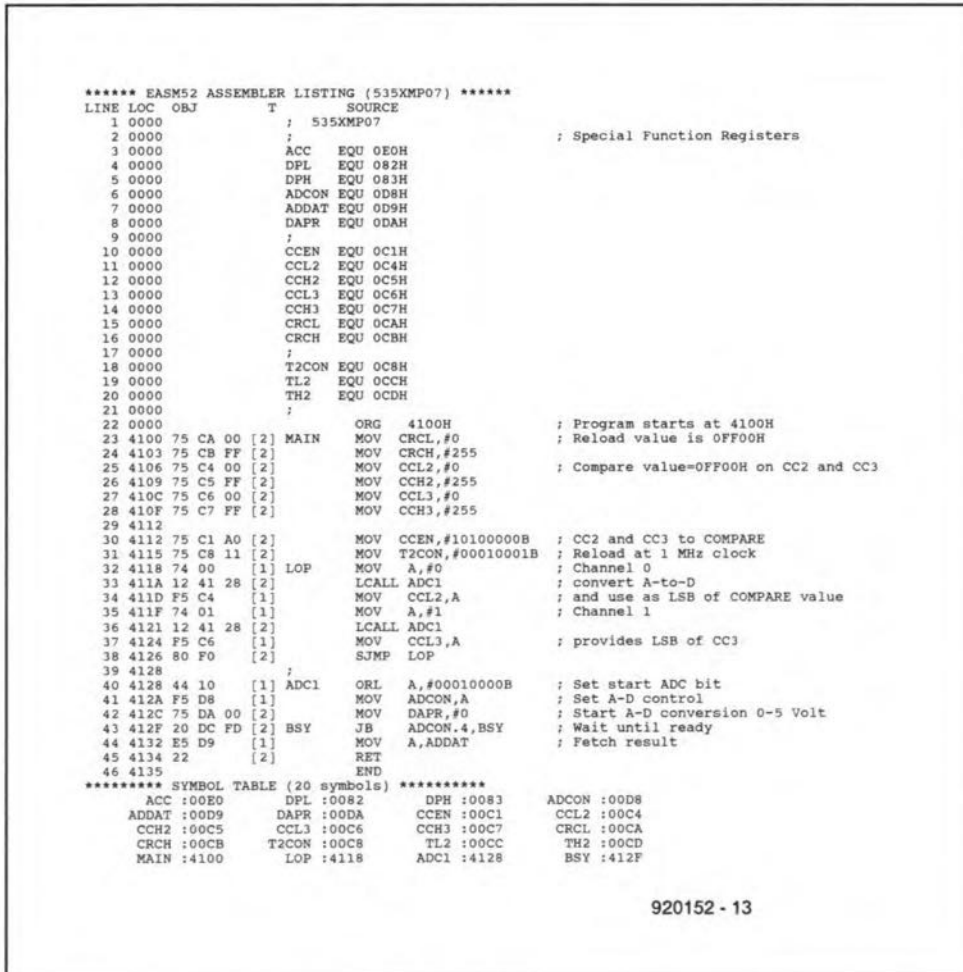 ****** EASM52 ASSEMBLER LISTING (535XMP07) ******
LINE LOC  OBJ          T        SOURCE
   1 0000                 ;  535XMP07
   2 0000                 ;                               ; Special Function Registers
   3 0000                 ACC   EQU 0E0H
   4 0000                 DPL   EQU 082H
   5 0000                 DPH   EQU 083H
   6 0000                 ADCON EQU 0D8H
   7 0000                 ADDAT EQU 0D9H
   8 0000                 DAPR  EQU 0DAH
   9 0000                 ;
  10 0000                 CCEN  EQU 0C1H
  11 0000                 CCL2  EQU 0C4H
  12 0000                 CCH2  EQU 0C5H
  13 0000                 CCL3  EQU 0C6H
  14 0000                 CCH3  EQU 0C7H
  15 0000                 CRCL  EQU 0CAH
  16 0000                 CRCH  EQU 0CBH
  17 0000                 ;
  18 0000                 T2CON EQU 0C8H
  19 0000                 TL2   EQU 0CCH
  20 0000                 TH2   EQU 0CDH
  21 0000                 ;
  22 0000                         ORG   4100H             ; Program starts at 4100H
  23 4100 75 CA 00 [2] MAIN       MOV   CRCL,#0           ; Reload value is 0FF00H
  24 4103 75 CB FF [2]            MOV   CRCH,#255
  25 4106 75 C4 00 [2]            MOV   CCL2,#0           ; Compare value=0FF00H on CC2 and CC3
  26 4109 75 C5 FF [2]            MOV   CCH2,#255
  27 410C 75 C6 00 [2]            MOV   CCL3,#0
  28 410F 75 C7 FF [2]            MOV   CCH3,#255
  29 4112
  30 4112 75 C1 A0 [2]            MOV   CCEN,#10100000B   ; CC2 and CC3 to COMPARE
  31 4115 75 C8 11 [2]            MOV   T2CON,#00010001B  ; Reload at 1 MHz clock
  32 4118 74 00    [1] LOP        MOV   A,#0              ; Channel 0
  33 411A 12 41 28 [2]            LCALL ADC1              ; convert A-to-D
  34 411D F5 C4    [1]            MOV   CCL2,A            ; and use as LSB of COMPARE value
  35 411F 74 01    [1]            MOV   A,#1              ; Channel 1
  36 4121 12 41 28 [2]            LCALL ADC1
  37 4124 F5 C6    [1]            MOV   CCL3,A            ; provides LSB of CC3
  38 4126 80 F0    [2]            SJMP  LOP
  39 4128                 ;
  40 4128 44 10    [1] ADC1       ORL   A,#00010000B      ; Set start ADC bit
  41 412A F5 D8    [1]            MOV   ADCON,A           ; Set A-D control
  42 412C 75 DA 00 [2]            MOV   DAPR,#0           ; Start A-D conversion 0-5 Volt
  43 412F 20 DC FD [2] BSY        JB    ADCON.4,BSY       ; Wait until ready
  44 4132 E5 D9    [1]            MOV   A,ADDAT           ; Fetch result
  45 4134 22       [2]            RET
  46 4135                         END
********* SYMBOL TABLE (20 symbols) **********
ACC :00E0       DPL :0082       DPH :0083     ADCON :00D8
ADDAT :00D9      DAPR :00DA      CCEN :00C1      CCL2 :00C4
CCH2 :00C5      CCL3 :00C6      CCH3 :00C7      CRCL :00CA
CRCH :00CB     T2CON :00C8       TL2 :00CC       TH2 :00CD
MAIN :4100       LOP :4118      ADC1 :4128       BSY :412F
920152 - 13